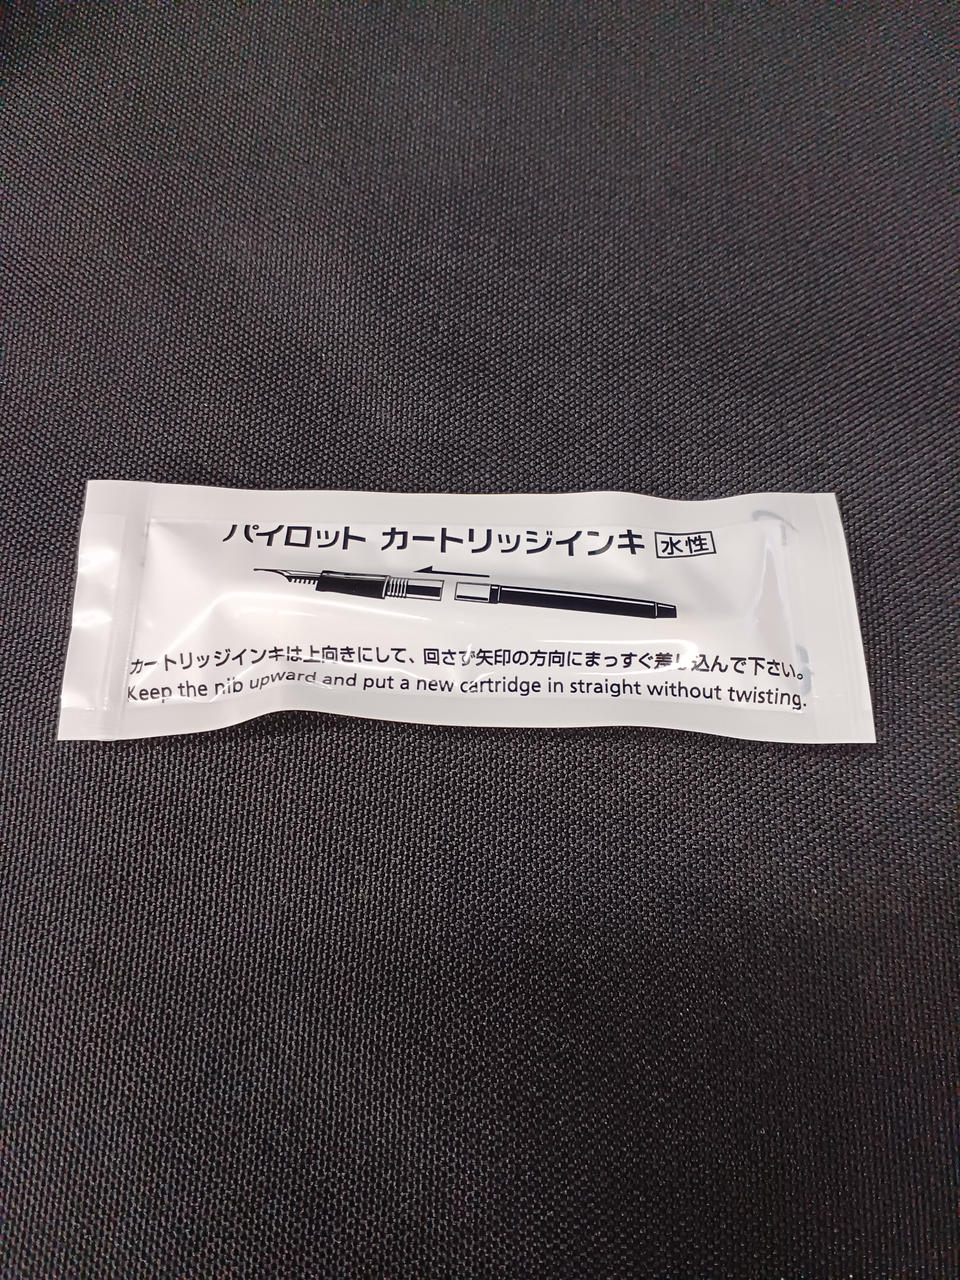 パイロット カートリッジインキ 水性
カートリッジインキは上向きにして、回さず矢印の方向にまっすぐ差し込んで下さい。
Keep the nib upward and put a new cartridge in straight without twisting.